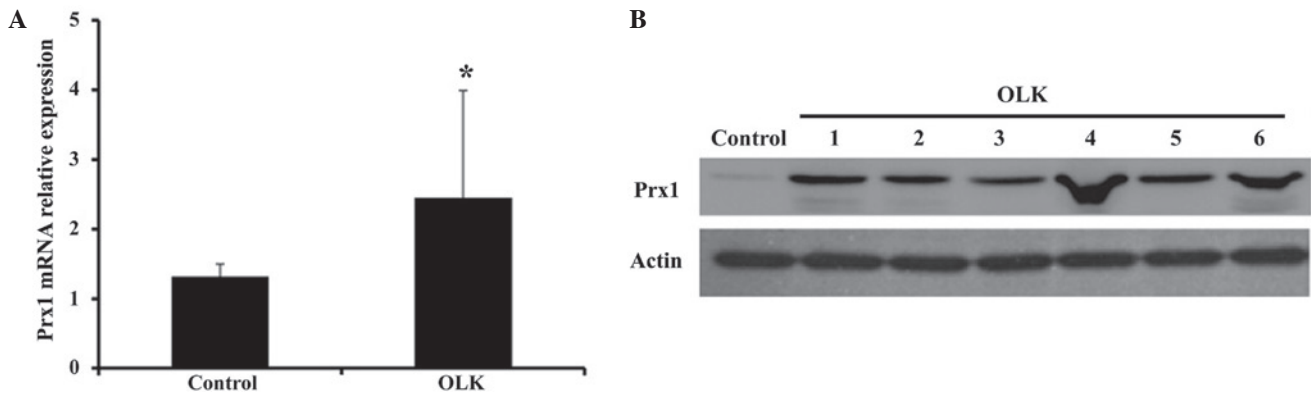 A
Prx1 mRNA relative expression
5
4
3
2
1
0
*
Control OLK
B
OLK
Control 1 2 3 4 5 6
Prx1
Actin